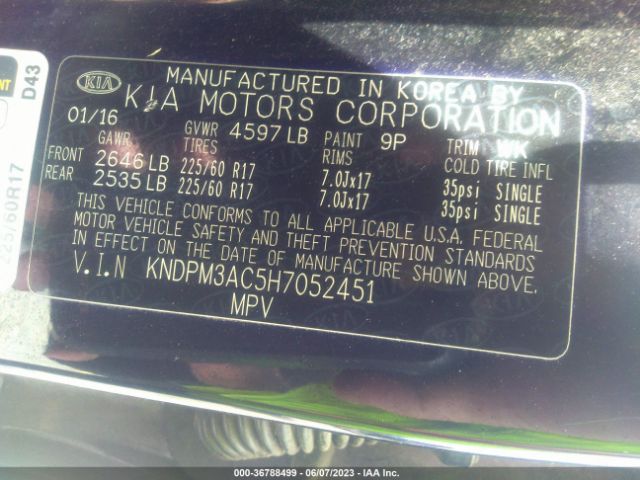 KIA
MANUFACTURED IN KOREA BY
KIA MOTORS CORPORATION
01/16 GVWR 4597 LB PAINT 9P TRIM WK
GAWR TIRES RIMS COLD TIRE INFL
FRONT 2646 LB 225/60 R17 7.0Jx17 35psi SINGLE
REAR 2535 LB 225/60 R17 7.0Jx17 35psi SINGLE
THIS VEHICLE CONFORMS TO ALL APPLICABLE U.S.A. FEDERAL
MOTOR VEHICLE SAFETY AND THEFT PREVENTION STANDARDS
IN EFFECT ON THE DATE OF MANUFACTURE SHOWN ABOVE.
V.I.N KNDPM3AC5H7052451
MPV
D43
225/60R17
000-36788499 - 06/07/2023 - IAA Inc.